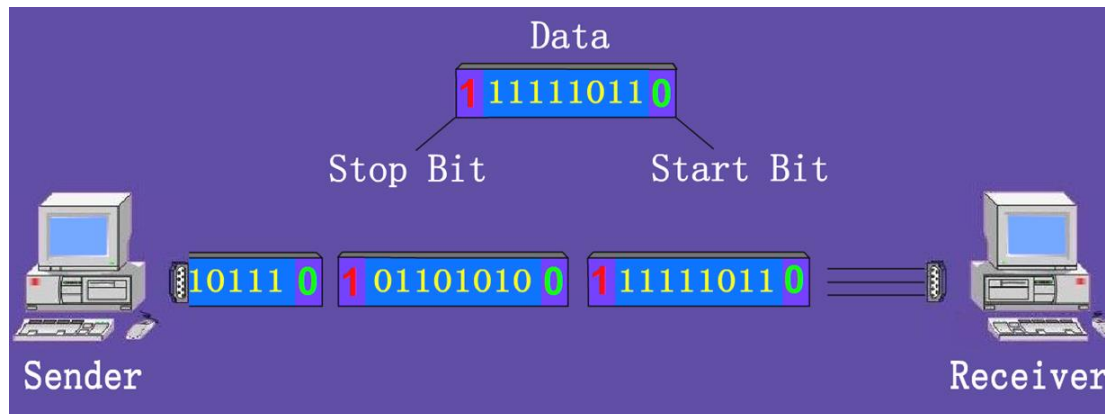 Data
1 11111011 0
Stop Bit Start Bit
10111 0 1 01101010 0 1 11111011 0
Sender Receiver